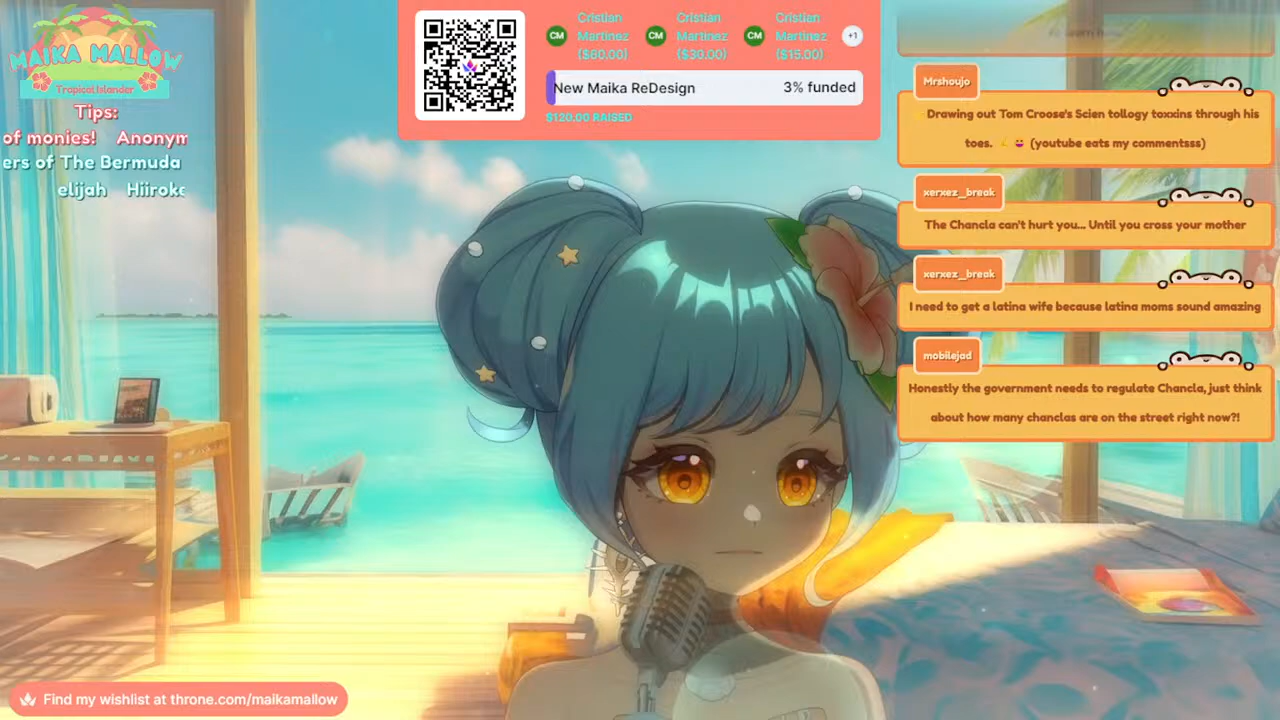 MAIKA MALLOW
Tropical Islander
Tips:
of monies! Anonym
ers of The Bermuda
elijah Hiiroke
CM
Cristian
Martinez
($60.00)
CM
Cristian
Martinez
($30.00)
CM
Cristian
Martinez
($15.00)
+1
New Maika ReDesign 3% funded
$120.00 RAISED
Mrshoujo
Drawing out Tom Croose's Scien tollogy toxxins through his
toes. (youtube eats my commentsss)
xerxez_break
The Chancla can't hurt you... Until you cross your mother
xerxez_break
I need to get a latina wife because latina moms sound amazing
mobilejad
Honestly the government needs to regulate Chancla, just think
about how many chanclas are on the street right now?!
Find my wishlist at throne.com/maikamallow